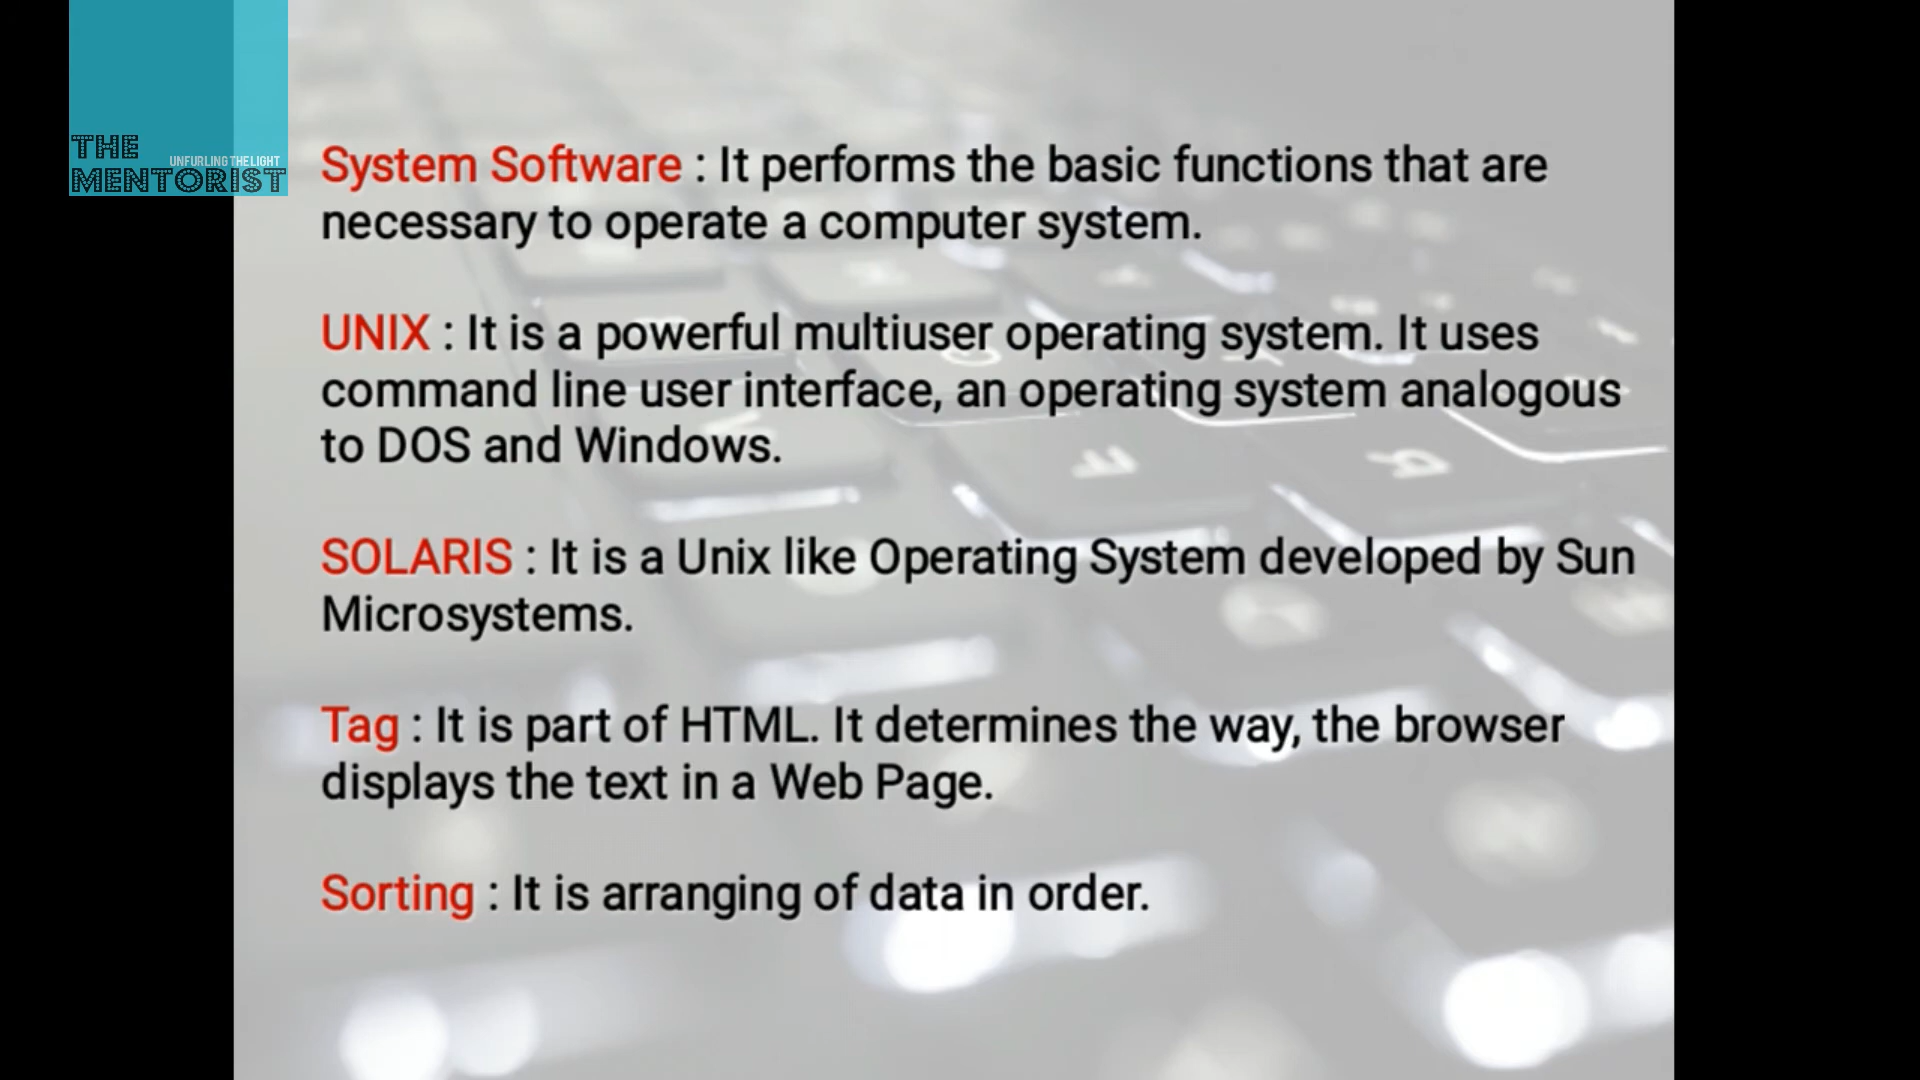 THE
UNFURLING THE LIGHT
MENTORIST
System Software : It performs the basic functions that are
necessary to operate a computer system.
UNIX : It is a powerful multiuser operating system. It uses
command line user interface, an operating system analogous
to DOS and Windows.
SOLARIS : It is a Unix like Operating System developed by Sun
Microsystems.
Tag : It is part of HTML. It determines the way, the browser
displays the text in a Web Page.
Sorting : It is arranging of data in order.